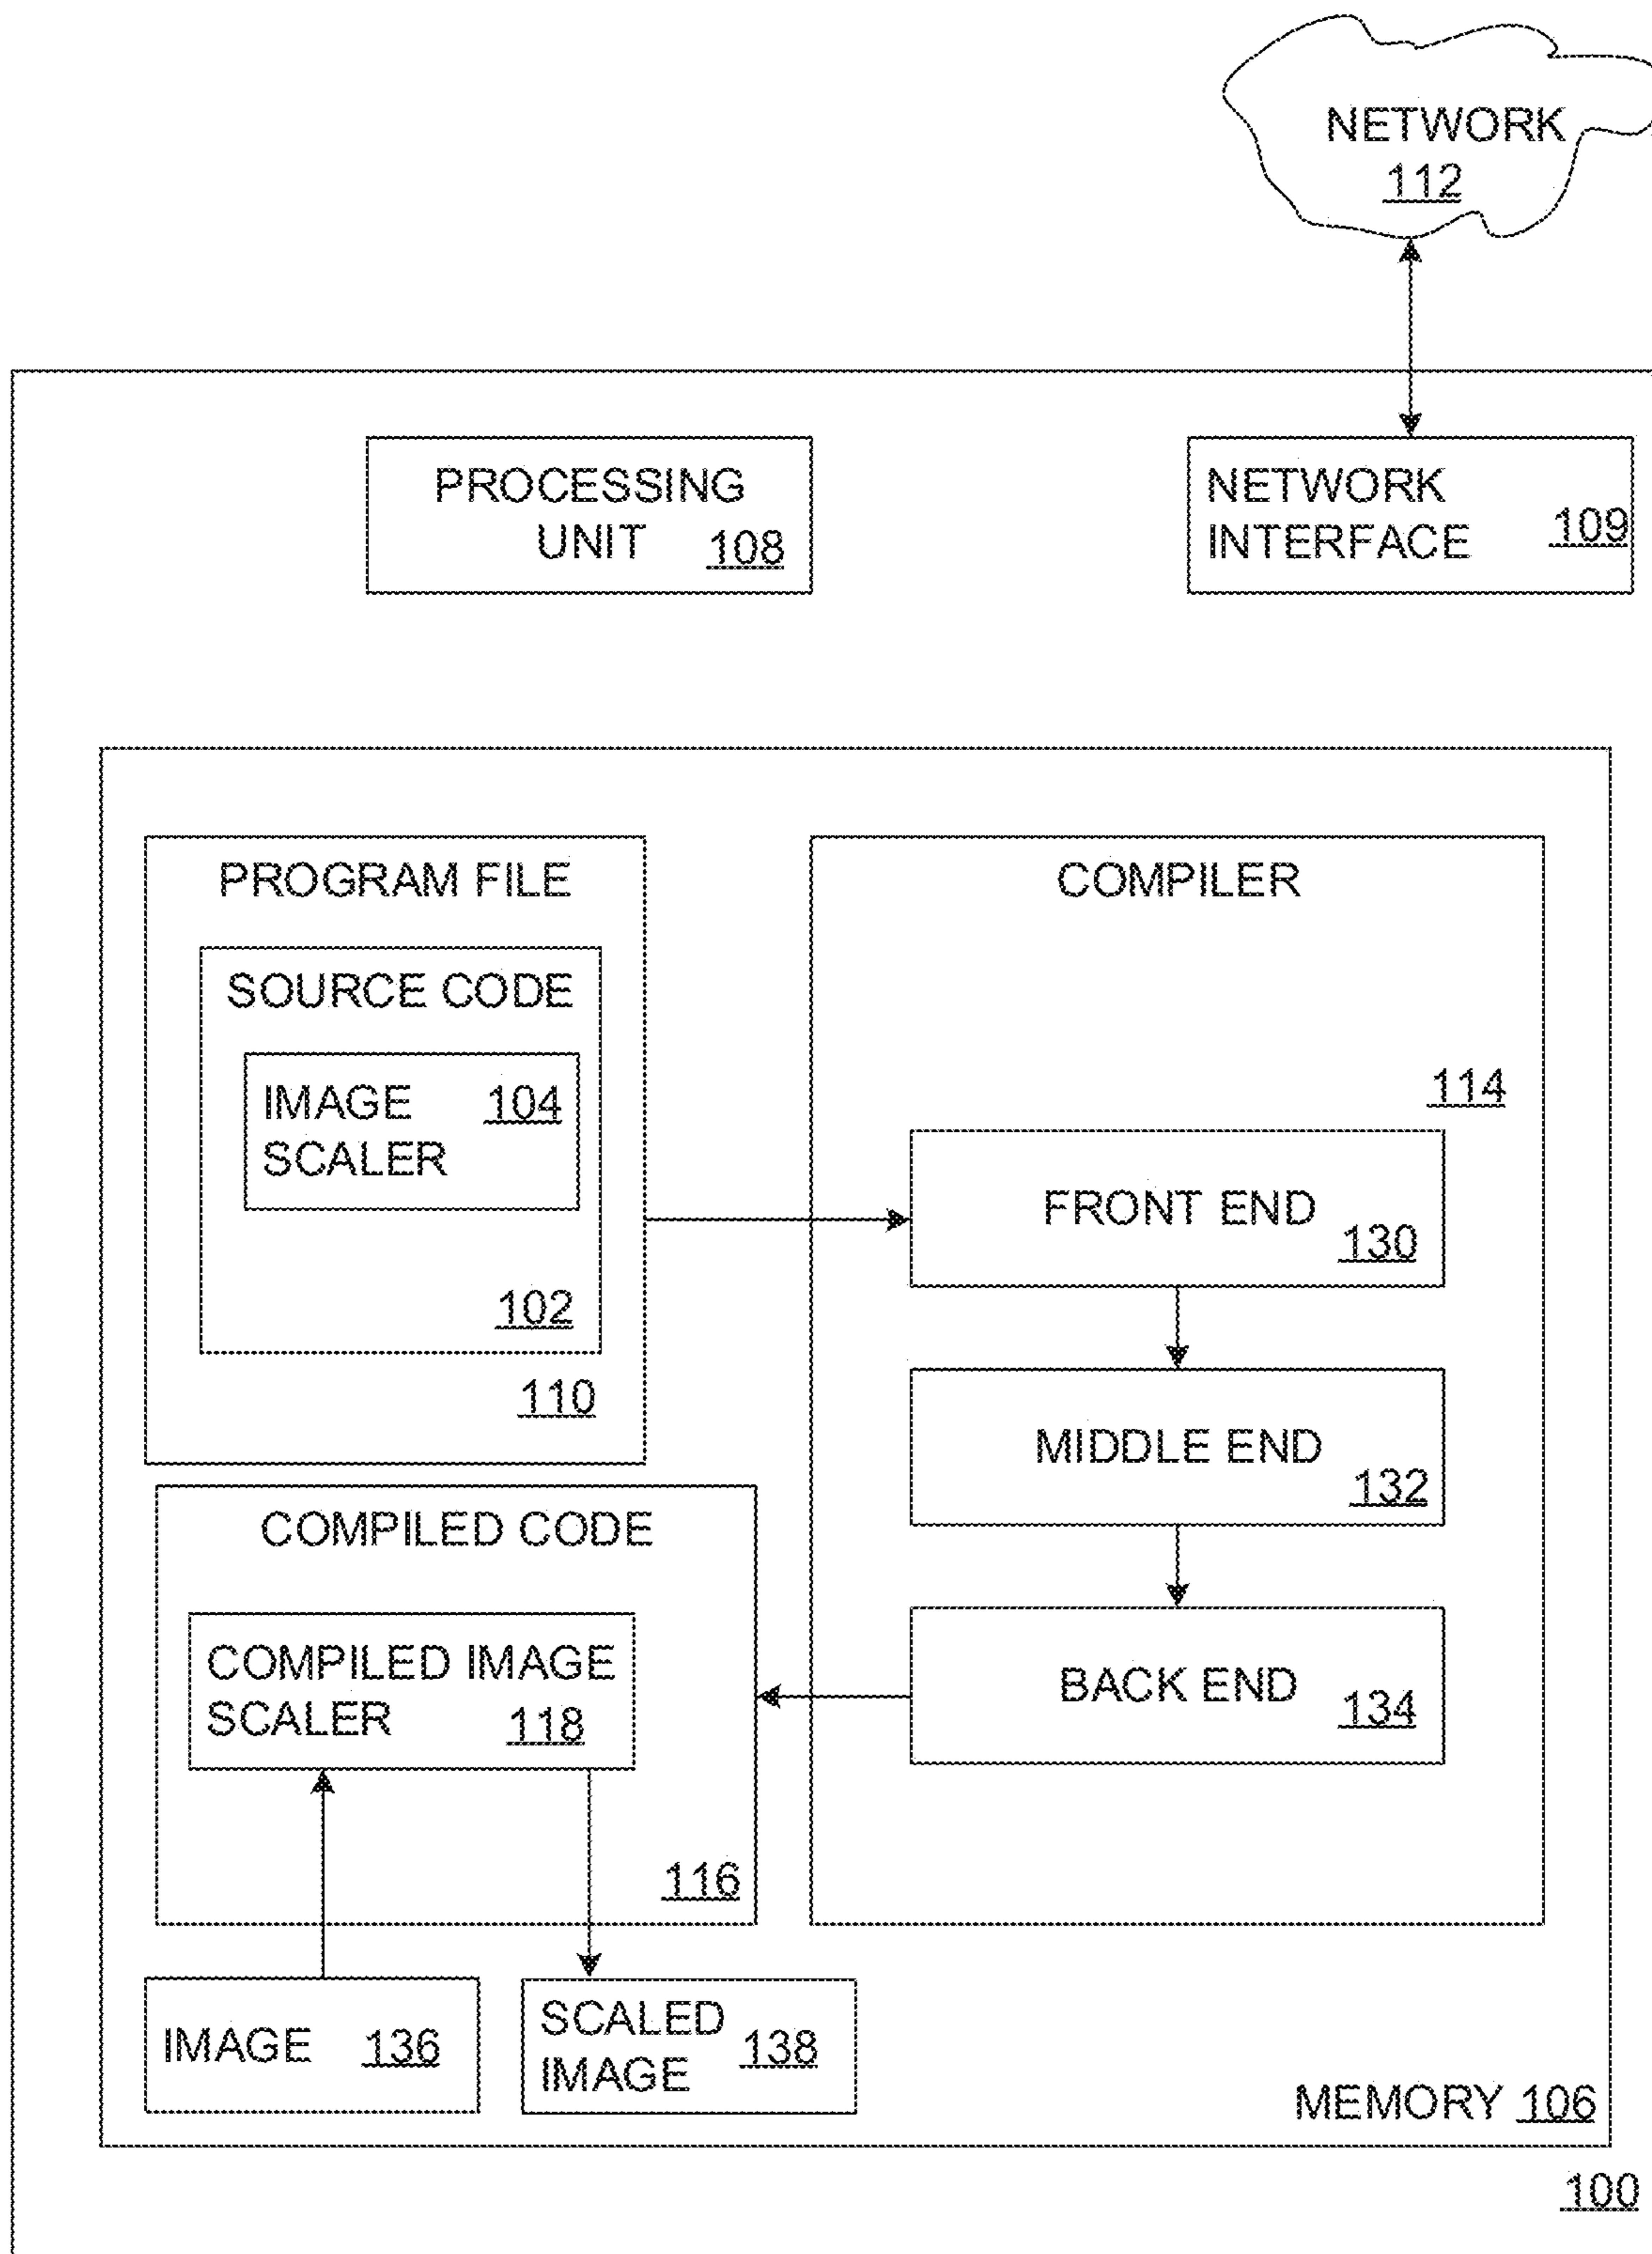 NETWORK
112
PROCESSING
UNIT 108
NETWORK
INTERFACE 109
PROGRAM FILE
SOURCE CODE
IMAGE 104
SCALER
102
110
COMPILER
114
FRONT END
130
MIDDLE END
132
BACK END
134
COMPILED CODE
COMPILED IMAGE
SCALER 118
116
IMAGE 136
SCALED 138
IMAGE
MEMORY 106
100